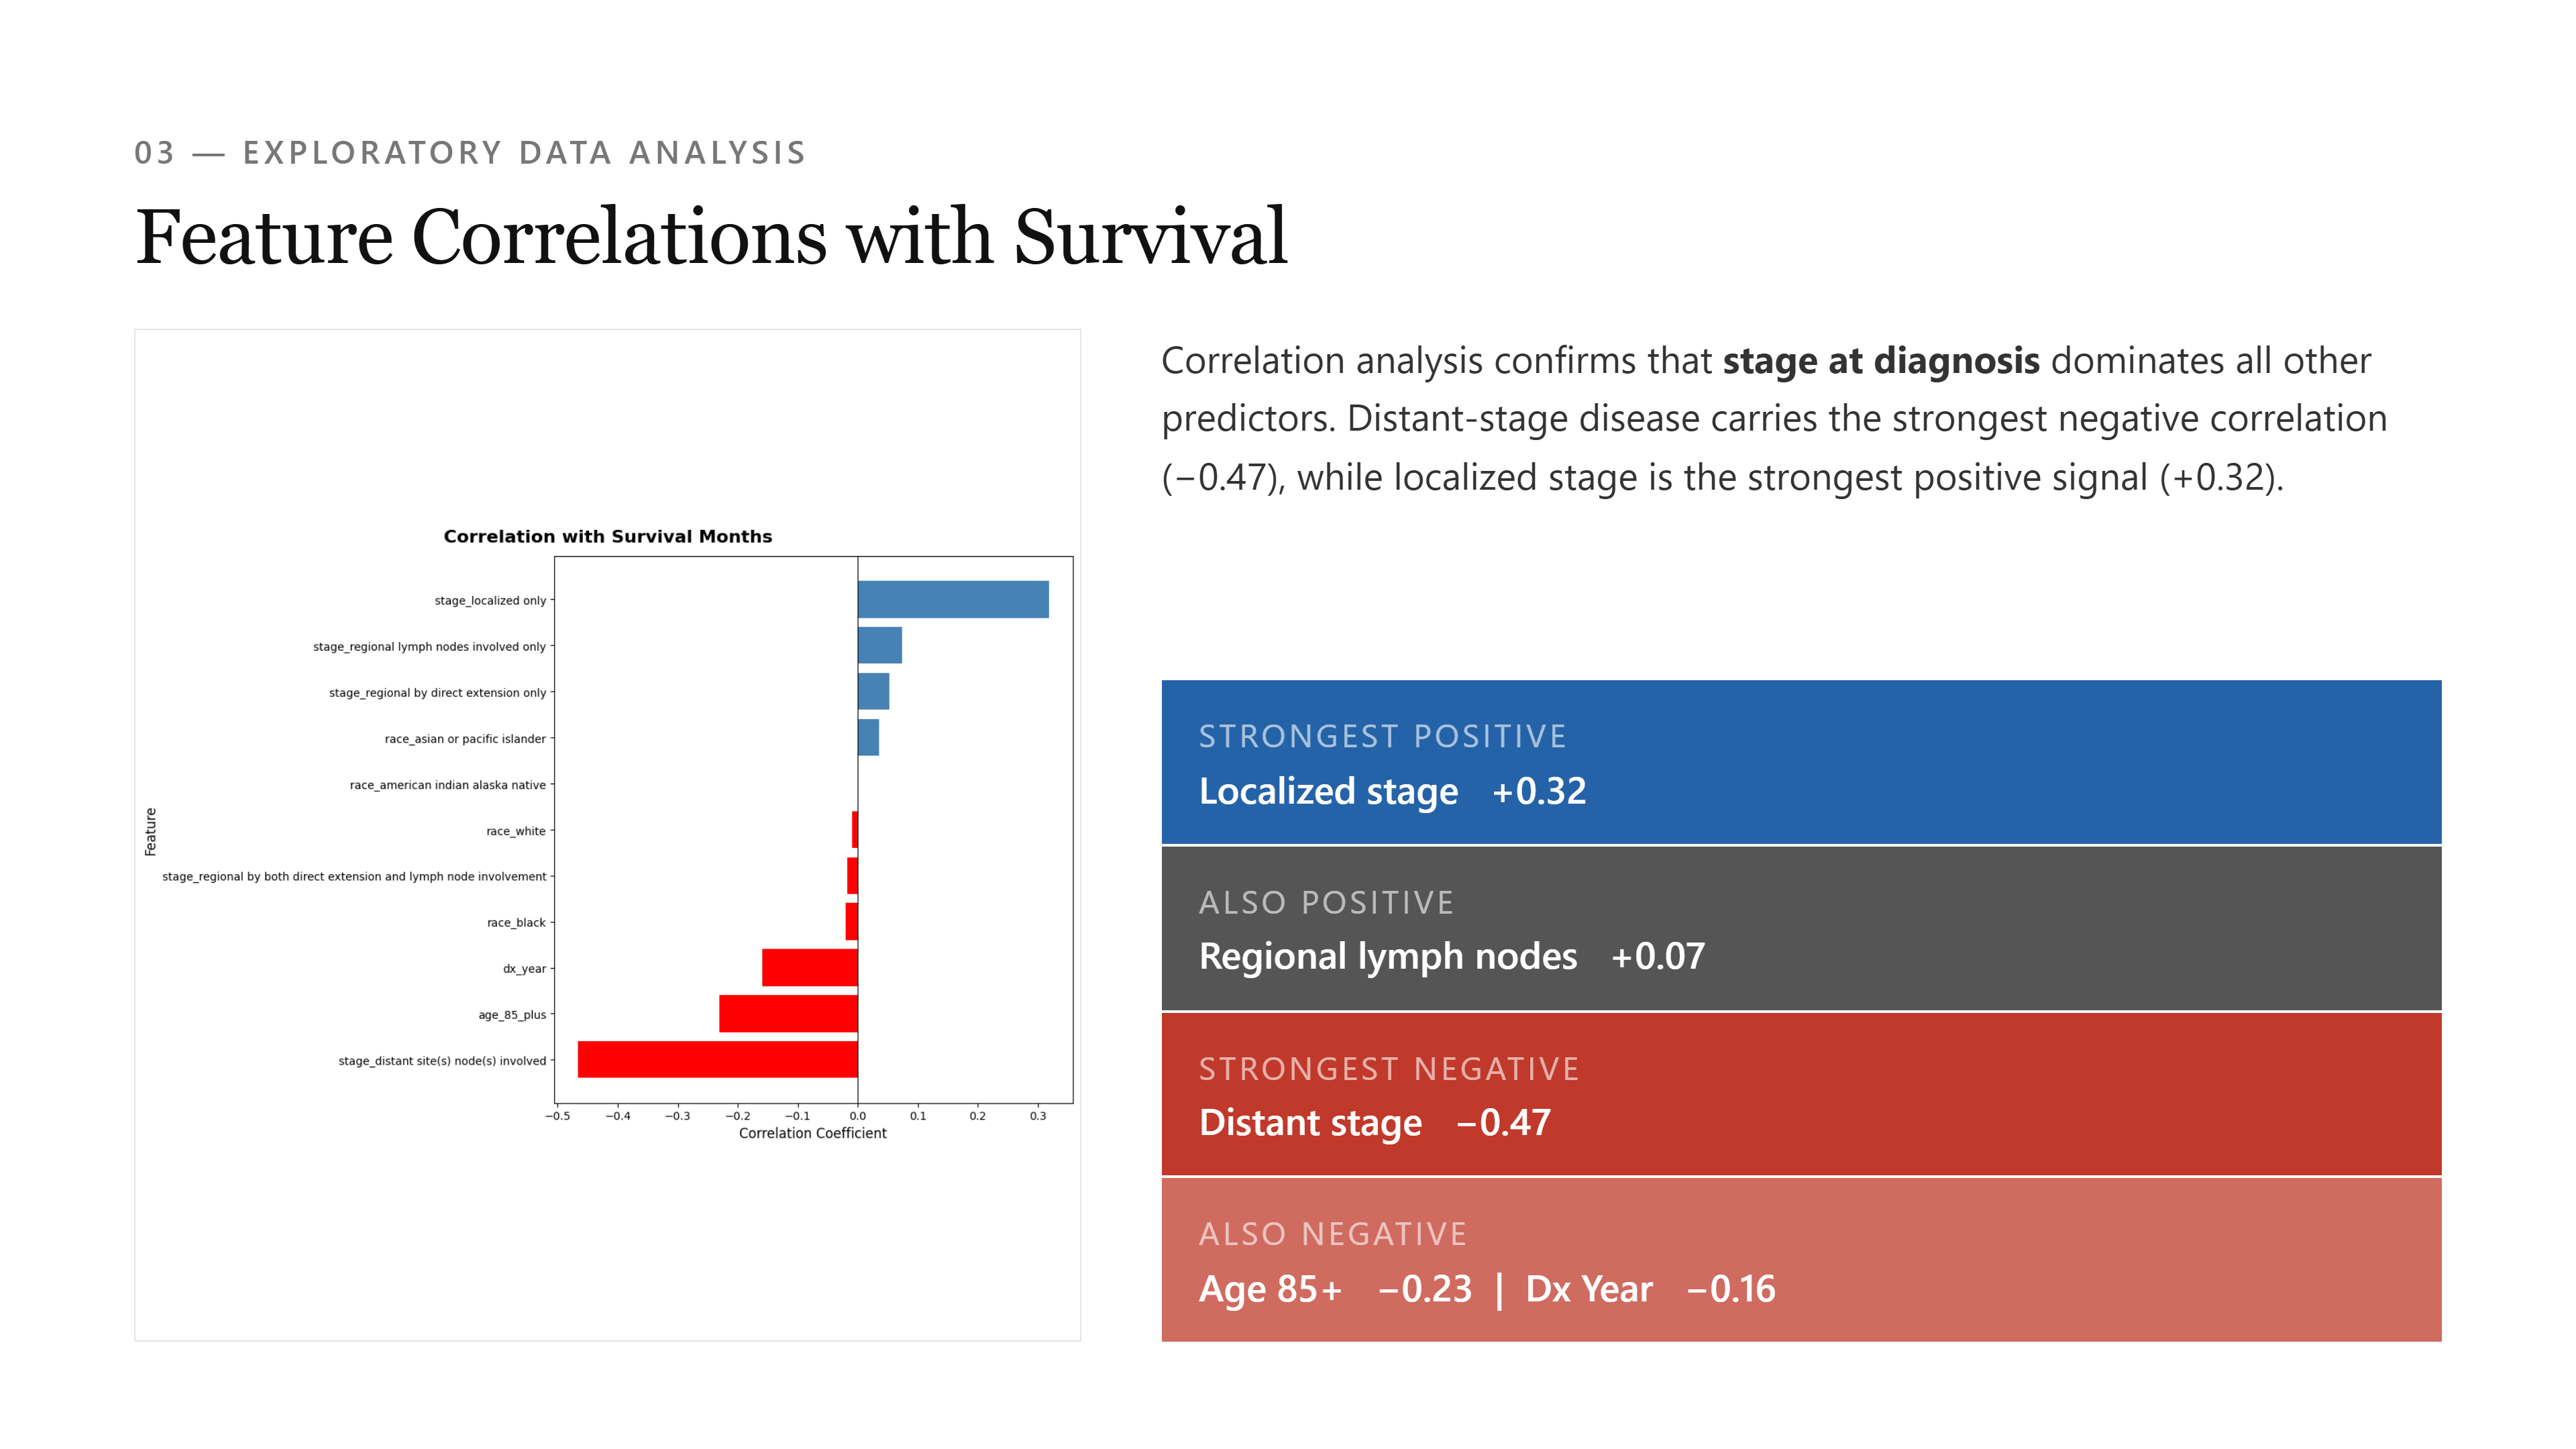 03 — EXPLORATORY DATA ANALYSIS
Feature Correlations with Survival
Correlation with Survival Months
stage_localized only
stage_regional lymph nodes involved only
stage_regional by direct extension only
race_asian or pacific islander
race_american indian alaska native
race_white
stage_regional by both direct extension and lymph node involvement
race_black
dx_year
age_85_plus
stage_distant site(s) node(s) involved
Feature
−0.5 −0.4 −0.3 −0.2 −0.1 0.0 0.1 0.2 0.3
Correlation Coefficient
Correlation analysis confirms that stage at diagnosis dominates all other
predictors. Distant-stage disease carries the strongest negative correlation
(−0.47), while localized stage is the strongest positive signal (+0.32).
STRONGEST POSITIVE
Localized stage +0.32
ALSO POSITIVE
Regional lymph nodes +0.07
STRONGEST NEGATIVE
Distant stage −0.47
ALSO NEGATIVE
Age 85+ −0.23 | Dx Year −0.16